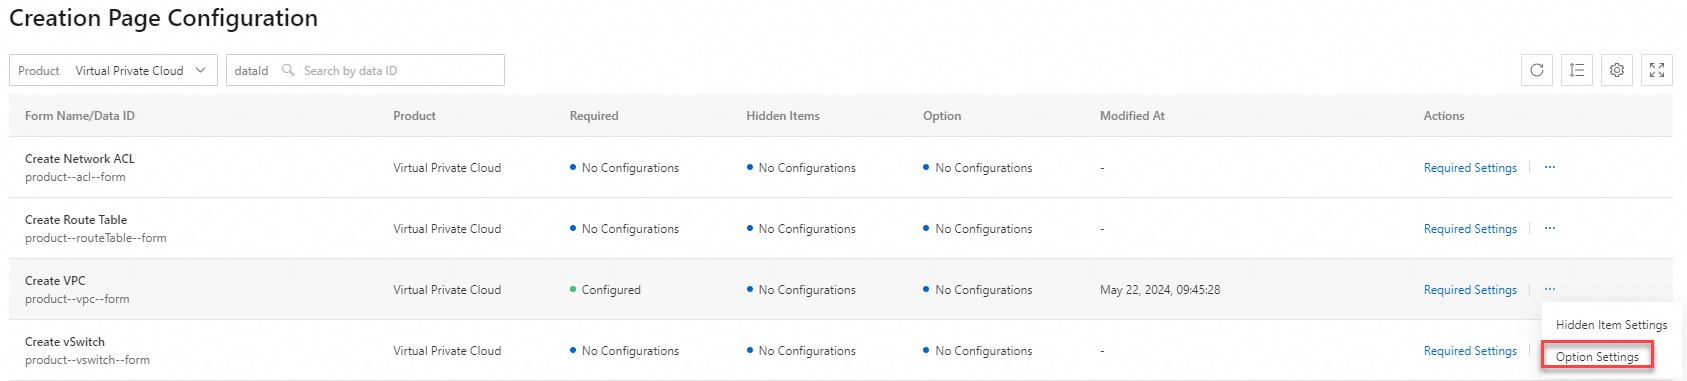 Creation Page Configuration
Product Virtual Private Cloud dataId Search by data ID
Form Name/Data ID Product Required Hidden Items Option Modified At Actions
Create Network ACL
product--acl--form Virtual Private Cloud No Configurations No Configurations No Configurations - Required Settings ...
Create Route Table
product--routeTable--form Virtual Private Cloud No Configurations No Configurations No Configurations - Required Settings ...
Create VPC
product--vpc--form Virtual Private Cloud Configured No Configurations No Configurations May 22, 2024, 09:45:28 Required Settings ...
Hidden Item Settings
Create vSwitch
product--vswitch--form Virtual Private Cloud No Configurations No Configurations No Configurations - Required Settings
Option Settings